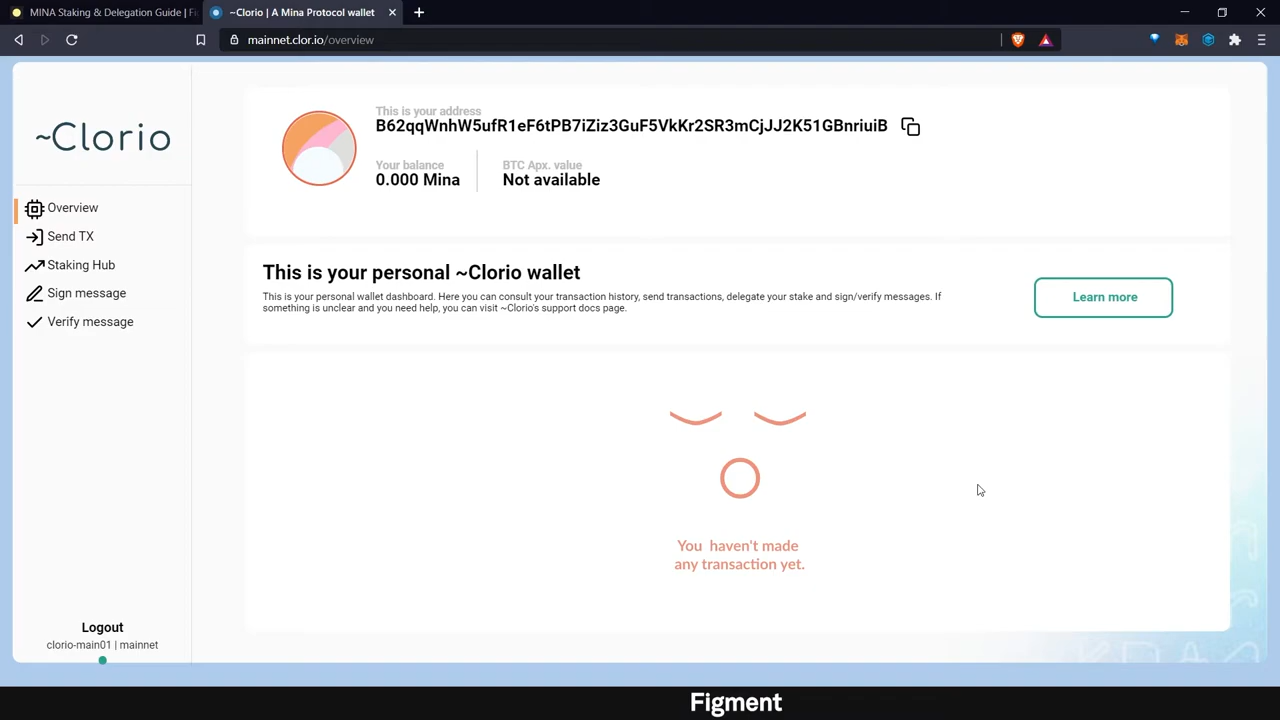 MINA Staking & Delegation Guide | Fi
~Clorio | A Mina Protocol wallet
mainnet.clor.io/overview
~Clorio
Overview
Send TX
Staking Hub
Sign message
Verify message
Logout
clorio-main01 | mainnet
This is your address
B62qqWnhW5ufR1eF6tPB7iZiz3GuF5VkKr2SR3mCjJJ2K51GBnriuiB
Your balance
BTC Apx. value
0.000 Mina
Not available
This is your personal ~Clorio wallet
This is your personal wallet dashboard. Here you can consult your transaction history, send transactions, delegate your stake and sign/verify messages. If
something is unclear and you need help, you can visit ~Clorio's support docs page.
Learn more
You haven't made
any transaction yet.
Figment